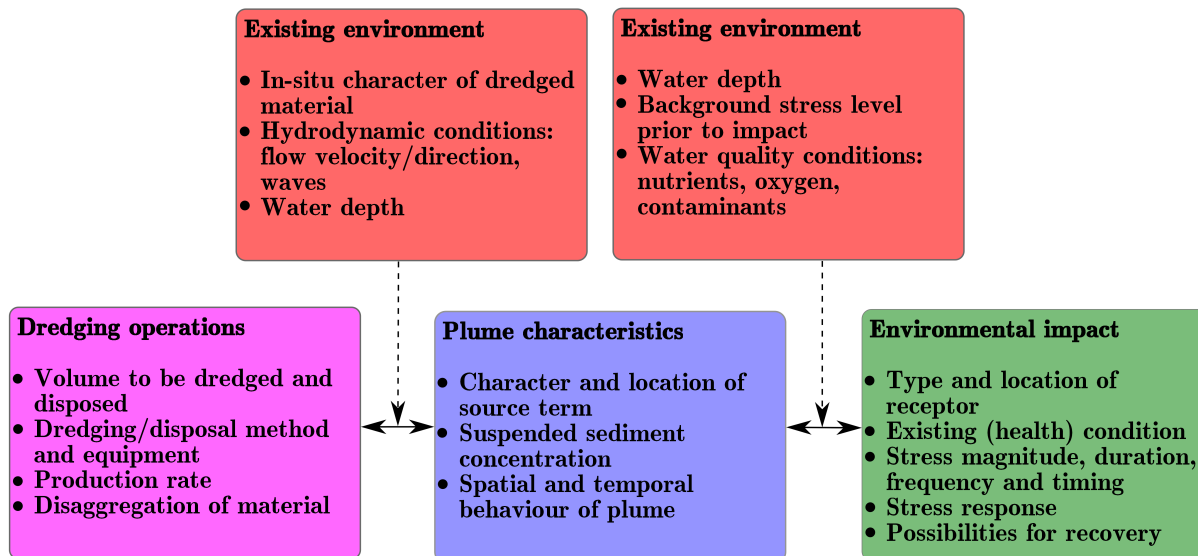 Existing environment
• In-situ character of dredged
material
• Hydrodynamic conditions:
flow velocity/direction,
waves
• Water depth
Existing environment
• Water depth
• Background stress level
prior to impact
• Water quality conditions:
nutrients, oxygen,
contaminants
Dredging operations
• Volume to be dredged and
disposed
• Dredging/disposal method
and equipment
• Production rate
• Disaggregation of material
Plume characteristics
• Character and location of
source term
• Suspended sediment
concentration
• Spatial and temporal
behaviour of plume
Environmental impact
• Type and location of
receptor
• Existing (health) condition
• Stress magnitude, duration,
frequency and timing
• Stress response
• Possibilities for recovery